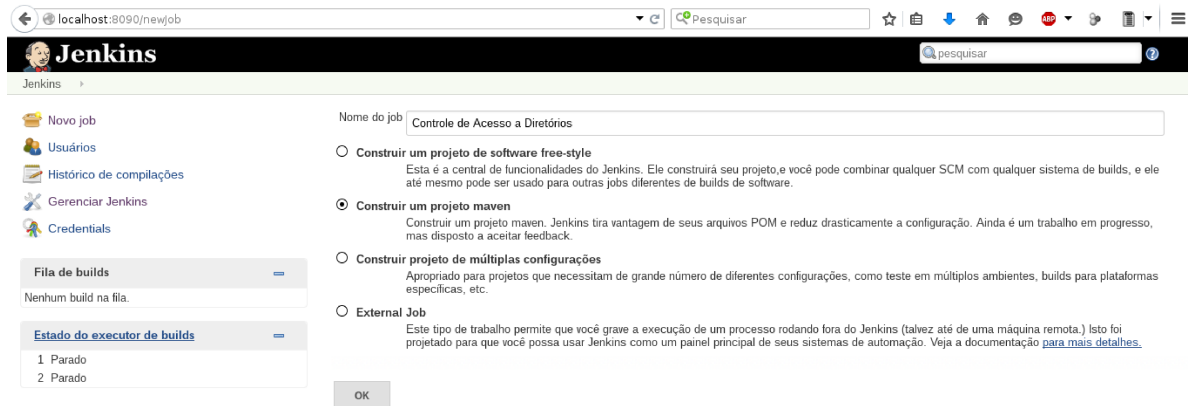 localhost:8090/newJob
Pesquisar
ABP
Jenkins
pesquisar
Jenkins
Novo job
Usuários
Histórico de compilações
Gerenciar Jenkins
Credentials
Fila de builds
Nenhum build na fila.
Estado do executor de builds
1 Parado
2 Parado
Nome do job
Controle de Acesso a Diretórios
Construir um projeto de software free-style
Esta é a central de funcionalidades do Jenkins. Ele construirá seu projeto,e você pode combinar qualquer SCM com qualquer sistema de builds, e ele
até mesmo pode ser usado para outras jobs diferentes de builds de software.
Construir um projeto maven
Construir um projeto maven. Jenkins tira vantagem de seus arquivos POM e reduz drasticamente a configuração. Ainda é um trabalho em progresso,
mas disposto a aceitar feedback.
Construir projeto de múltiplas configurações
Apropriado para projetos que necessitam de grande número de diferentes configurações, como teste em múltiplos ambientes, builds para plataformas
específicas, etc.
External Job
Este tipo de trabalho permite que você grave a execução de um processo rodando fora do Jenkins (talvez até de uma máquina remota.) Isto foi
projetado para que você possa usar Jenkins como um painel principal de seus sistemas de automação. Veja a documentação para mais detalhes.
OK